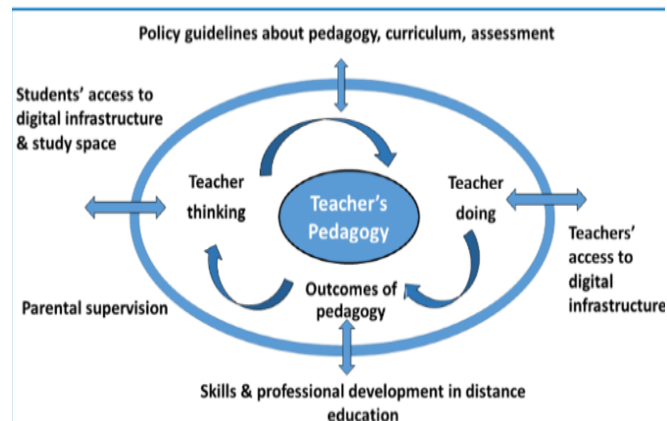 Policy guidelines about pedagogy, curriculum, assessment
Students’ access to
digital infrastructure
& study space
Teacher
thinking
Teacher’s
Pedagogy
Teacher
doing
Teachers’
access to
digital
infrastructure
Outcomes of
pedagogy
Parental supervision
Skills & professional development in distance
education